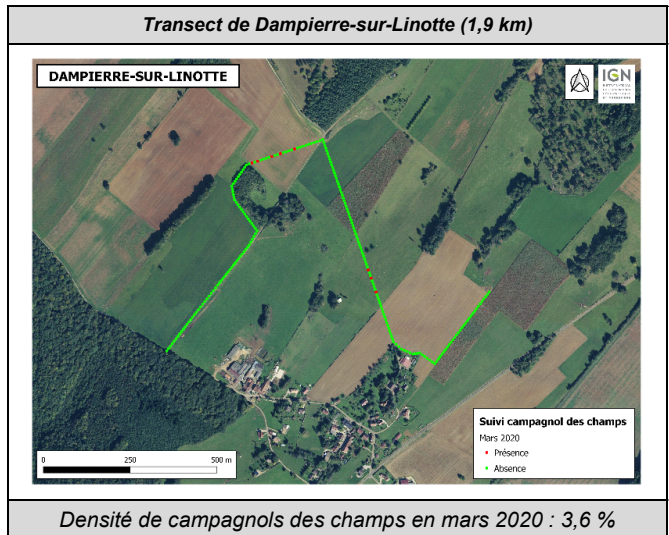 Transect de Dampierre-sur-Linotte (1,9 km)
DAMPIERRE-SUR-LINOTTE
IGN
Suivi campagnol des champs
Mars 2020
Présence
Absence
0 250 500 m
Densité de campagnols des champs en mars 2020 : 3,6 %